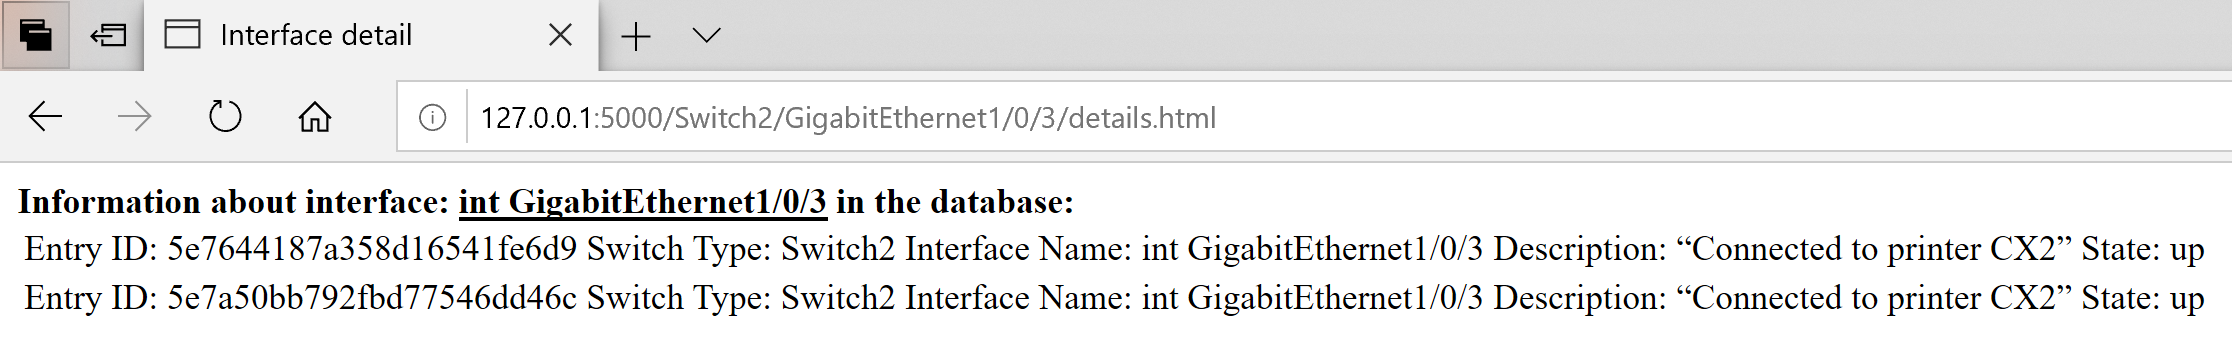 Interface detail
127.0.0.1:5000/Switch2/GigabitEthernet1/0/3/details.html
Information about interface: int GigabitEthernet1/0/3 in the database:
Entry ID: 5e7644187a358d16541fe6d9 Switch Type: Switch2 Interface Name: int GigabitEthernet1/0/3 Description: “Connected to printer CX2” State: up
Entry ID: 5e7a50bb792fbd77546dd46c Switch Type: Switch2 Interface Name: int GigabitEthernet1/0/3 Description: “Connected to printer CX2” State: up